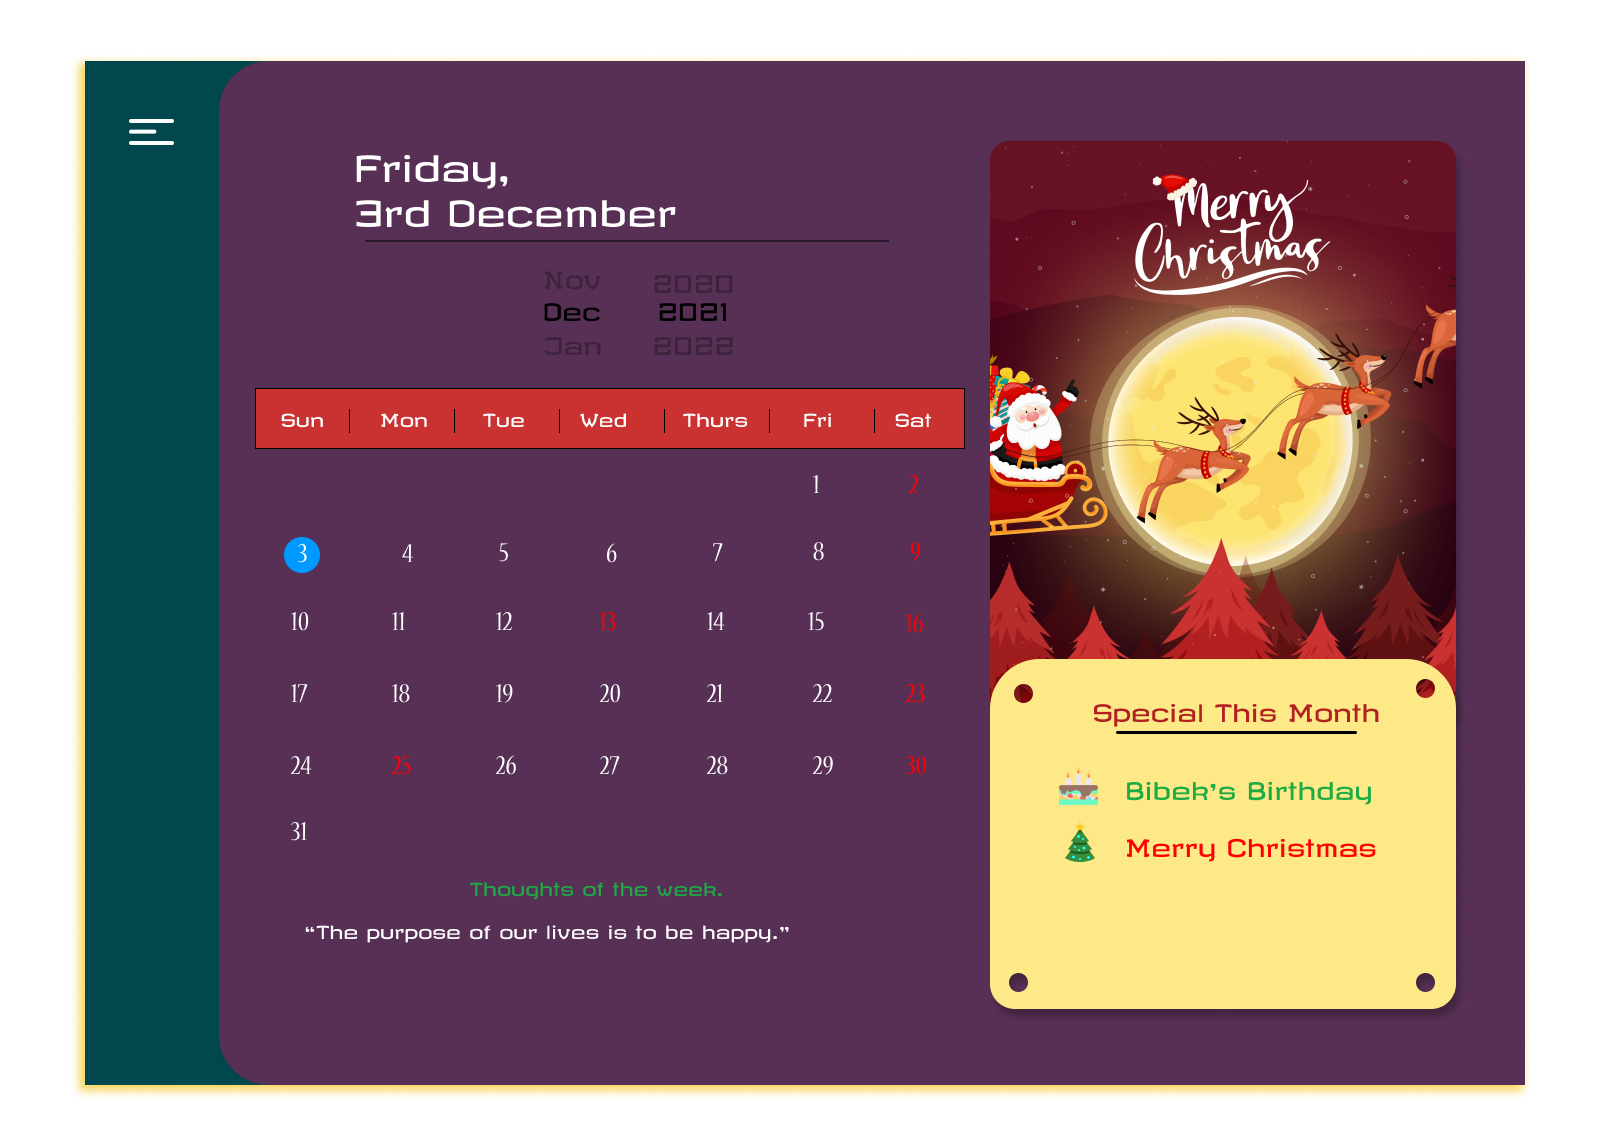 Friday,
3rd December
Nov 2020
Dec 2021
Jan 2022
Sun Mon Tue Wed Thurs Fri Sat
1 2
3 4 5 6 7 8 9
10 11 12 13 14 15 16
17 18 19 20 21 22 23
24 25 26 27 28 29 30
31
Thoughts of the week.
“The purpose of our lives is to be happy.”
Merry
Christmas
Special This Month
Bibek’s Birthday
Merry Christmas